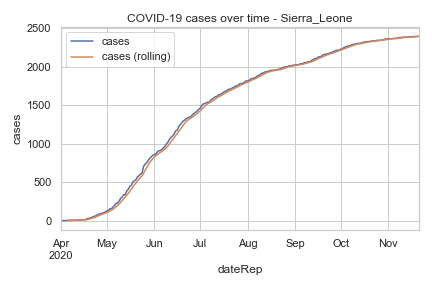 COVID-19 cases over time - Sierra_Leone
cases
cases (rolling)
2500
2000
1500
1000
500
0
cases
Apr May Jun Jul Aug Sep Oct Nov
2020
dateRep